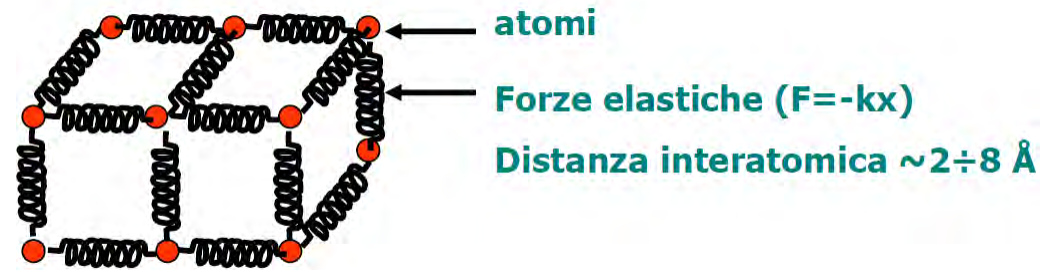 atomi
Forze elastiche (F=-kx)
Distanza interatomica ~2÷8 Å